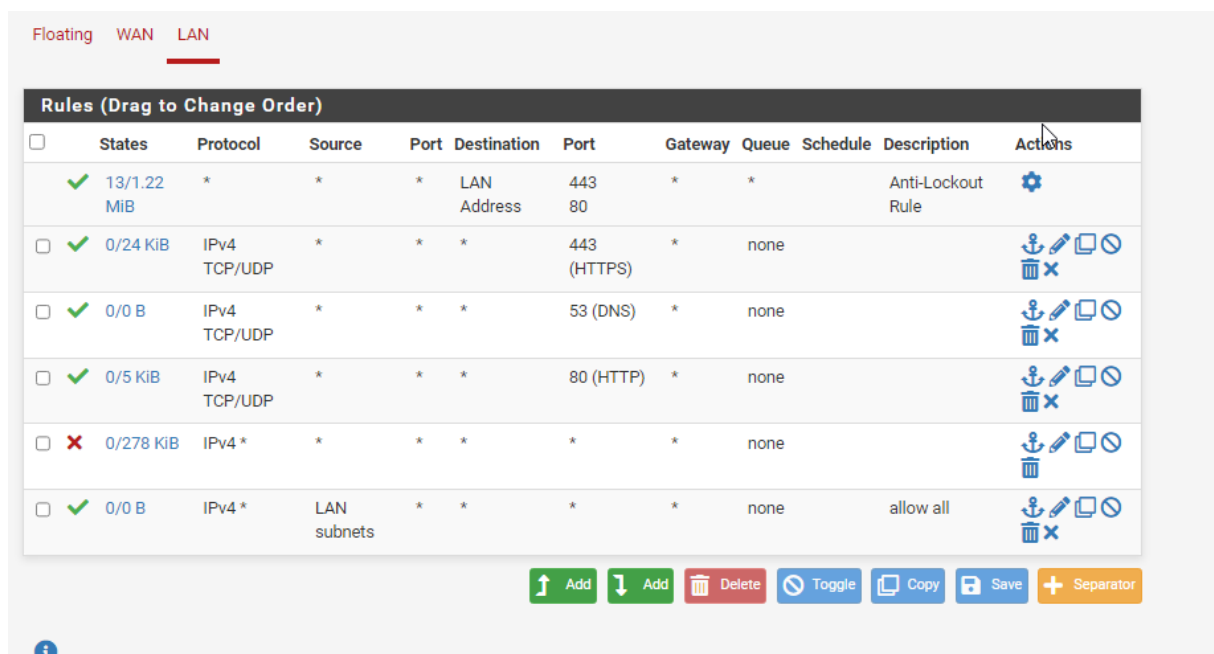 Floating WAN LAN
Rules (Drag to Change Order)
States Protocol Source Port Destination Port Gateway Queue Schedule Description Actions
13/1.22 * * * LAN 443 * * Anti-Lockout
MiB Address 80 Rule
0/24 KiB IPv4 * * * 443 * none
TCP/UDP (HTTPS)
0/0 B IPv4 * * * 53 (DNS) * none
TCP/UDP
0/5 KiB IPv4 * * * 80 (HTTP) * none
TCP/UDP
0/278 KiB IPv4 * * * * * * none
0/0 B IPv4 * LAN * * * * none allow all
subnets
Add Add Delete Toggle Copy Save Separator